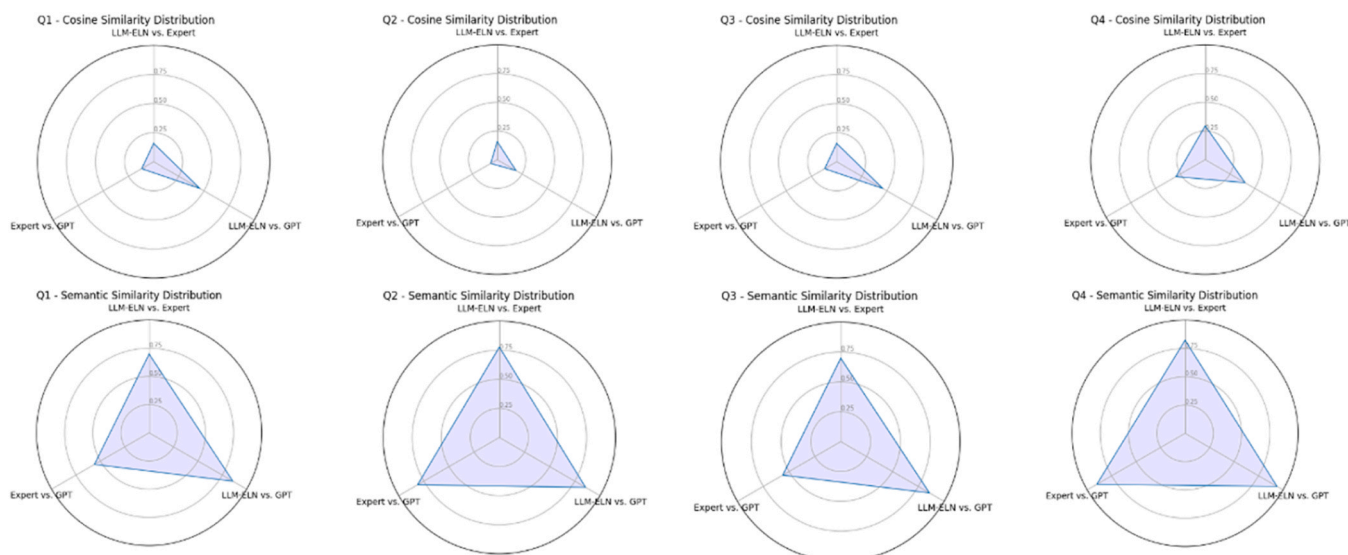 Q1 - Cosine Similarity Distribution
LLM-ELN vs. Expert
0.75
0.50
0.25
Expert vs. GPT
LLM-ELN vs. GPT
Q2 - Cosine Similarity Distribution
LLM-ELN vs. Expert
0.75
0.50
0.25
Expert vs. GPT
LLM-ELN vs. GPT
Q3 - Cosine Similarity Distribution
LLM-ELN vs. Expert
0.75
0.50
0.25
Expert vs. GPT
LLM-ELN vs. GPT
Q4 - Cosine Similarity Distribution
LLM-ELN vs. Expert
0.75
0.50
0.25
Expert vs. GPT
LLM-ELN vs. GPT
Q1 - Semantic Similarity Distribution
LLM-ELN vs. Expert
0.75
0.50
0.25
Expert vs. GPT
LLM-ELN vs. GPT
Q2 - Semantic Similarity Distribution
LLM-ELN vs. Expert
0.75
0.50
0.25
Expert vs. GPT
LLM-ELN vs. GPT
Q3 - Semantic Similarity Distribution
LLM-ELN vs. Expert
0.75
0.50
0.25
Expert vs. GPT
LLM-ELN vs. GPT
Q4 - Semantic Similarity Distribution
LLM-ELN vs. Expert
0.75
0.50
0.25
Expert vs. GPT
LLM-ELN vs. GPT